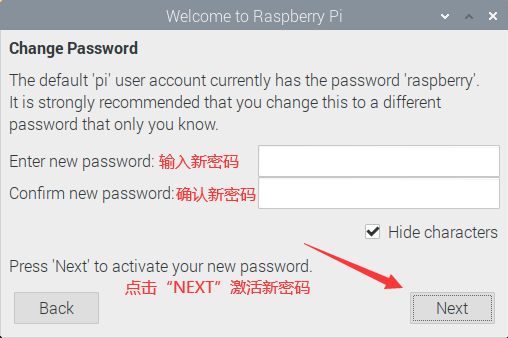 Welcome to Raspberry Pi
Change Password
The default 'pi' user account currently has the password 'raspberry'.
It is strongly recommended that you change this to a different
password that only you know.
Enter new password: 输入新密码
Confirm new password:确认新密码
Hide characters
Press 'Next' to activate your new password.
点击“NEXT”激活新密码
Back
Next